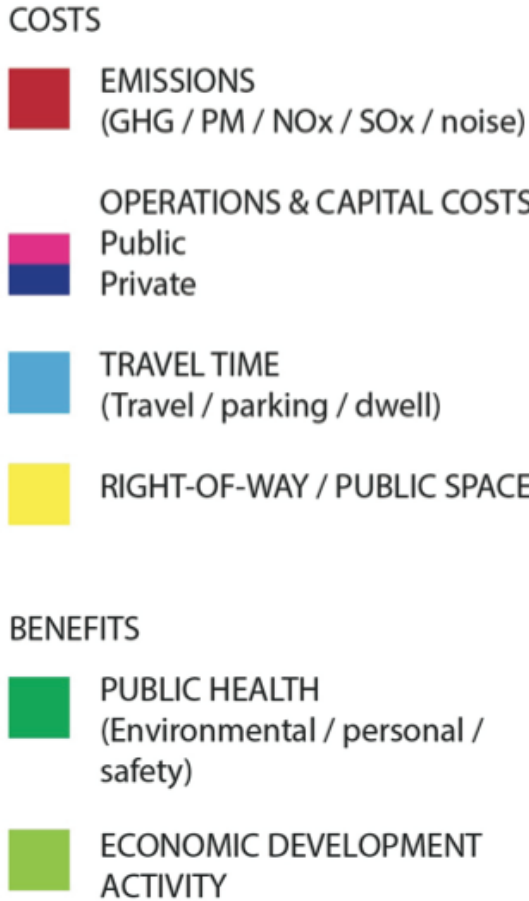 COSTS
EMISSIONS
(GHG / PM / NOx / SOx / noise)
OPERATIONS & CAPITAL COSTS
Public
Private
TRAVEL TIME
(Travel / parking / dwell)
RIGHT-OF-WAY / PUBLIC SPACE
BENEFITS
PUBLIC HEALTH
(Environmental / personal /
safety)
ECONOMIC DEVELOPMENT
ACTIVITY